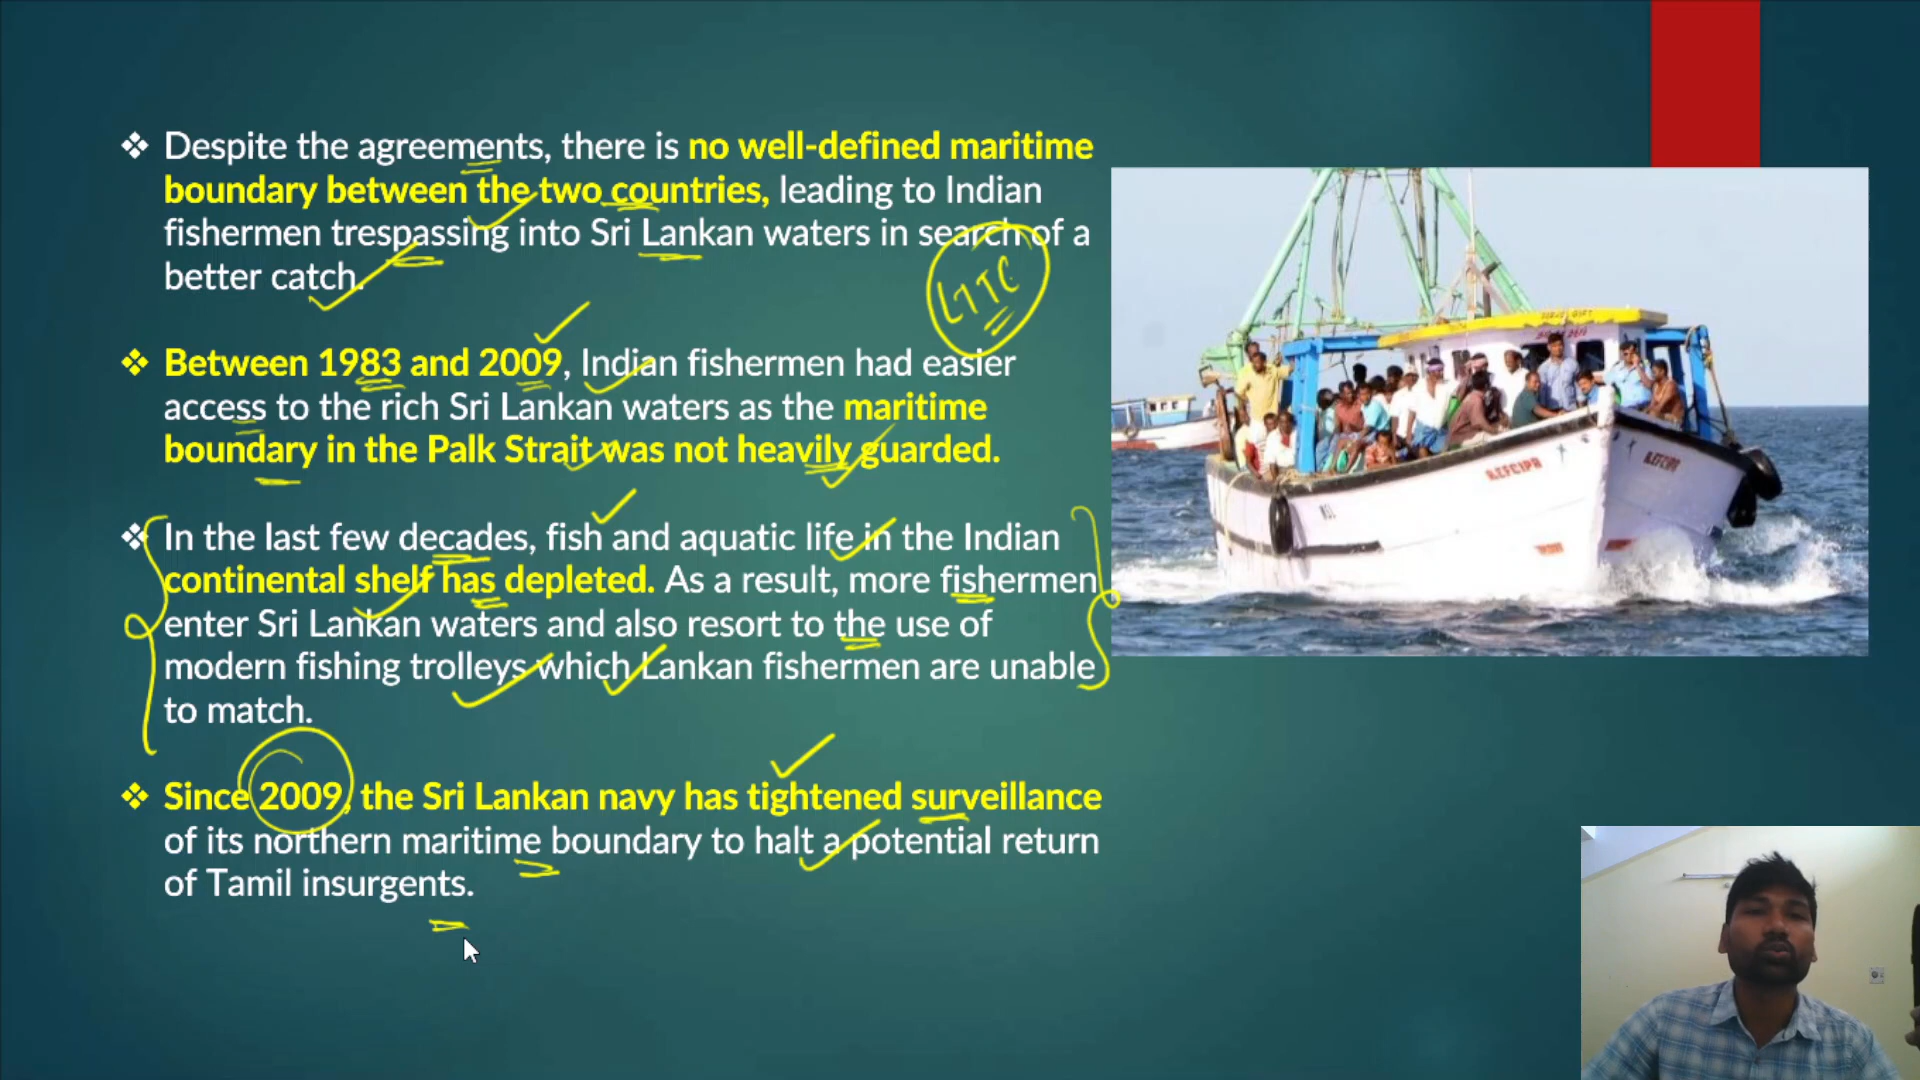 ❖ Despite the agreements, there is no well-defined maritime
boundary between the two countries, leading to Indian
fishermen trespassing into Sri Lankan waters in search of a
better catch.
LTTE
❖ Between 1983 and 2009, Indian fishermen had easier
access to the rich Sri Lankan waters as the maritime
boundary in the Palk Strait was not heavily guarded.
❖ In the last few decades, fish and aquatic life in the Indian
continental shelf has depleted. As a result, more fishermen
enter Sri Lankan waters and also resort to the use of
modern fishing trolleys which Lankan fishermen are unable
to match.
❖ Since 2009, the Sri Lankan navy has tightened surveillance
of its northern maritime boundary to halt a potential return
of Tamil insurgents.